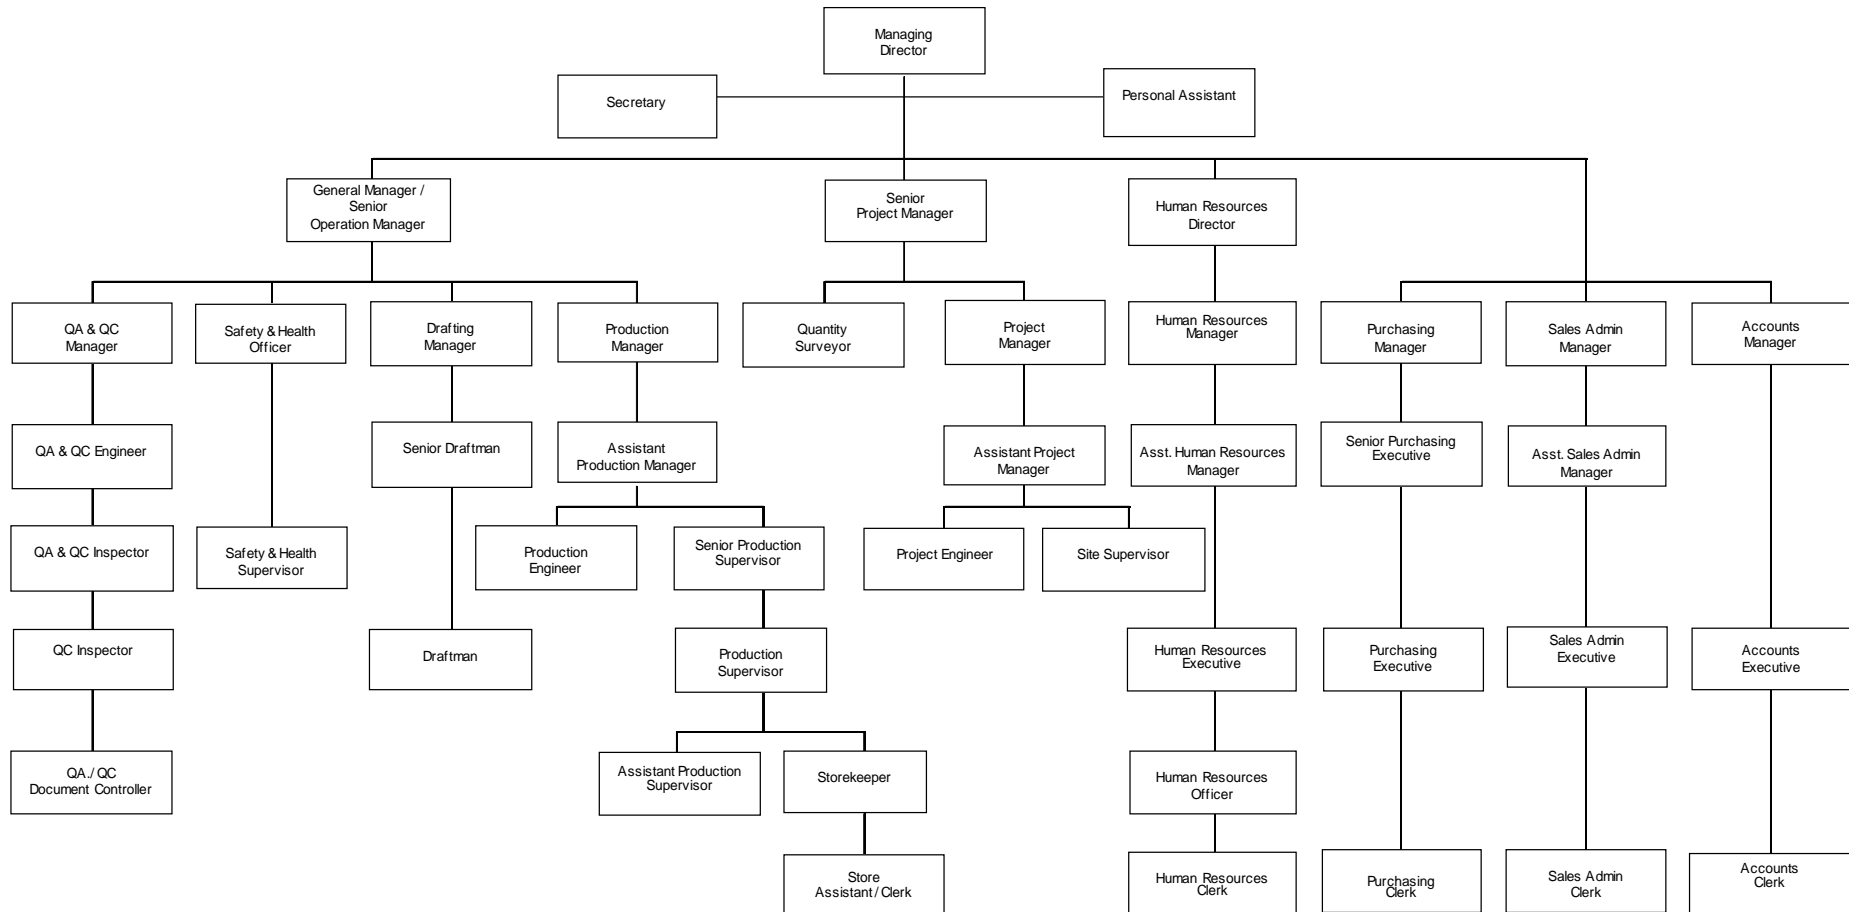 Managing
Director
Secretary
Personal Assistant
General Manager /
Senior
Operation Manager
Senior
Project Manager
Human Resources
Director
QA & QC
Manager
Safety & Health
Officer
Drafting
Manager
Production
Manager
Quantity
Surveyor
Project
Manager
Human Resources
Manager
Purchasing
Manager
Sales Admin
Manager
Accounts
Manager
QA & QC Engineer
Senior Draftman
Assistant
Production Manager
Assistant Project
Manager
Asst. Human Resources
Manager
Senior Purchasing
Executive
Asst. Sales Admin
Manager
QA & QC Inspector
Safety & Health
Supervisor
Production
Engineer
Senior Production
Supervisor
Project Engineer
Site Supervisor
QC Inspector
Draftman
Production
Supervisor
Human Resources
Executive
Purchasing
Executive
Sales Admin
Executive
Accounts
Executive
QA./ QC
Document Controller
Assistant Production
Supervisor
Storekeeper
Human Resources
Officer
Store
Assistant / Clerk
Human Resources
Clerk
Purchasing
Clerk
Sales Admin
Clerk
Accounts
Clerk